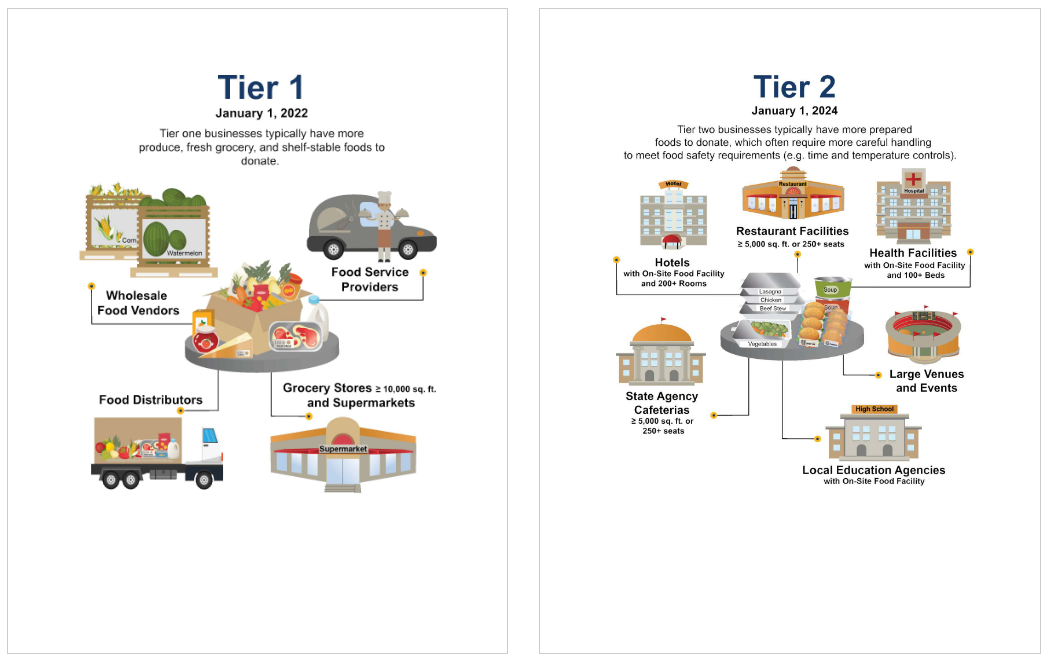 Tier 1
January 1, 2022
Tier one businesses typically have more
produce, fresh grocery, and shelf-stable foods to
donate.
Corn
Watermelon
Wholesale
Food Vendors
Food Service
Providers
Food Distributors
Grocery Stores ≥ 10,000 sq. ft.
and Supermarkets
Supermarket
Tier 2
January 1, 2024
Tier two businesses typically have more prepared
foods to donate, which often require more careful handling
to meet food safety requirements (e.g. time and temperature controls).
Hotel
Hotels
with On-Site Food Facility
and 200+ Rooms
Restaurant
Restaurant Facilities
≥ 5,000 sq. ft. or 250+ seats
Hospital
Health Facilities
with On-Site Food Facility
and 100+ Beds
Lasagna
Chicken
Beef Stew
Vegetables
Soup
Soup
State Agency
Cafeterias
≥ 5,000 sq. ft. or
250+ seats
Large Venues
and Events
High School
Local Education Agencies
with On-Site Food Facility